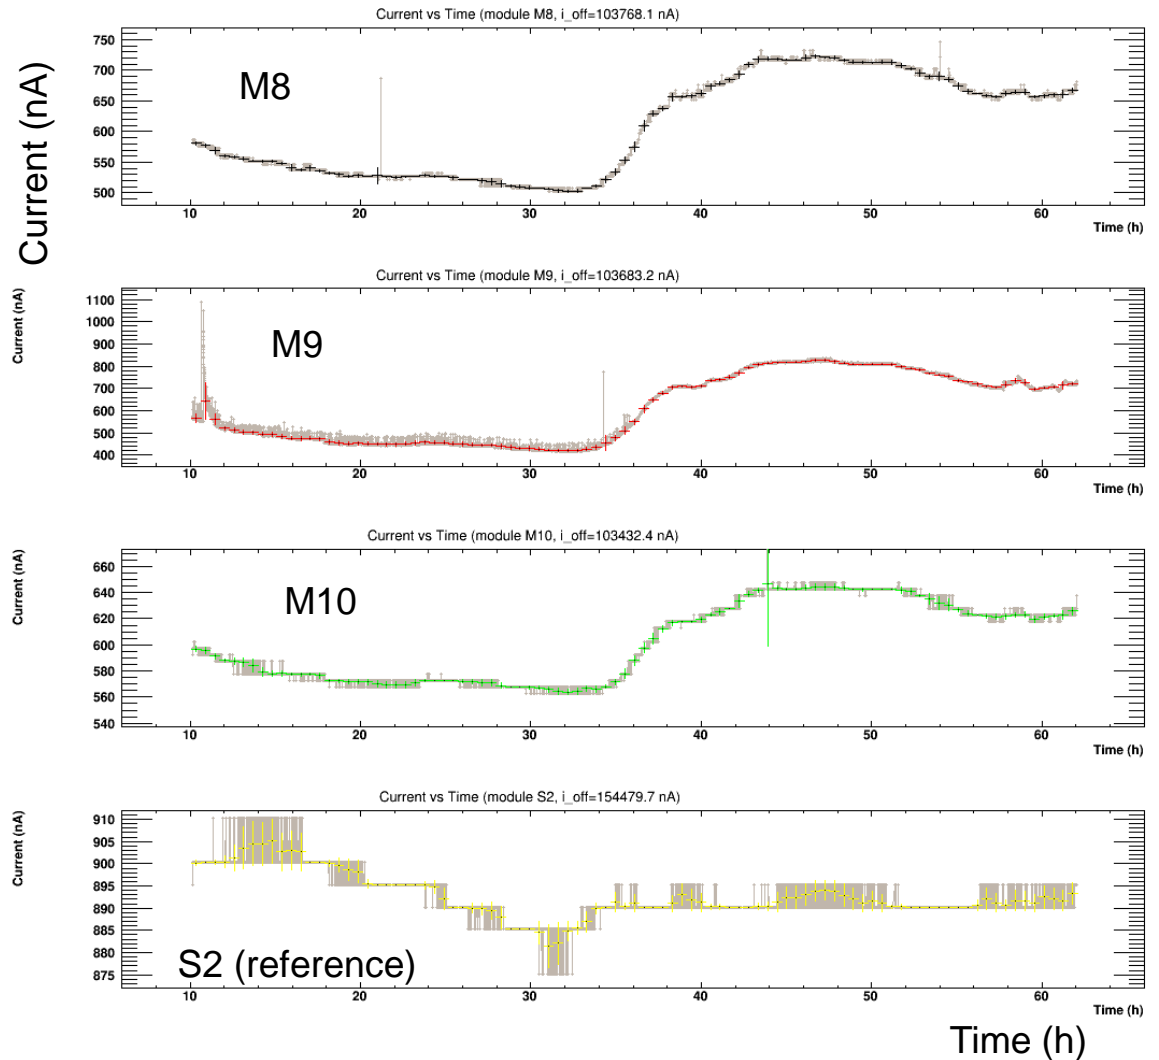 Current vs Time (module M8, i_off=103768.1 nA)
Current (nA)
M8
750
700
650
600
550
500
10 20 30 40 50 60
Time (h)
Current vs Time (module M9, i_off=103683.2 nA)
Current (nA)
M9
1100
1000
900
800
700
600
500
400
10 20 30 40 50 60
Time (h)
Current vs Time (module M10, i_off=103432.4 nA)
Current (nA)
M10
660
640
620
600
580
560
540
10 20 30 40 50 60
Time (h)
Current vs Time (module S2, i_off=154479.7 nA)
Current (nA)
910
905
900
895
890
885
880
875
S2 (reference)
10 20 30 40 50 60
Time (h)
Time (h)